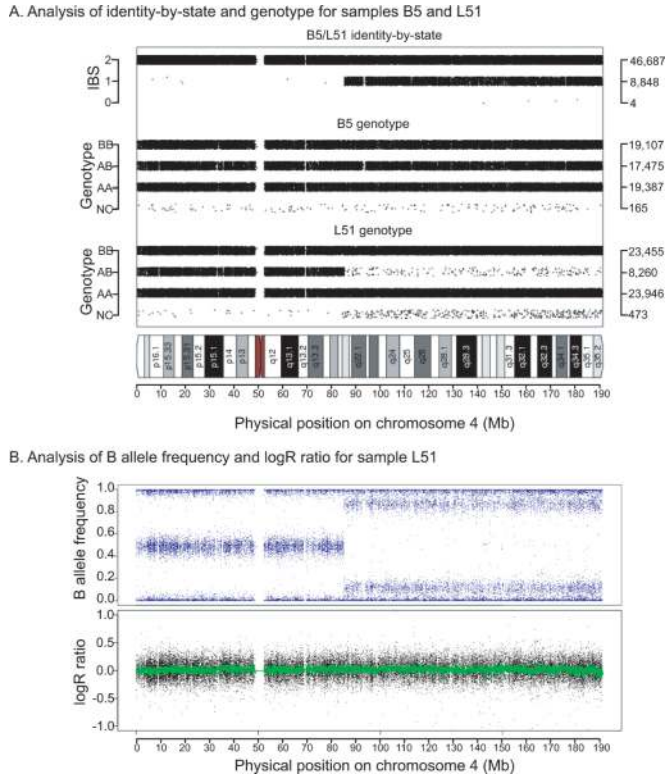 A. Analysis of identity-by-state and genotype for samples B5 and L51
B5/L51 identity-by-state
IBS
2
1
0
46,687
8,848
4
B5 genotype
Genotype
BB
AB
AA
NC
19,107
17,475
19,387
165
L51 genotype
Genotype
BB
AB
AA
NC
23,455
8,260
23,946
473
p16.1 p15.33 p15.31 p15.2 p15.1 p14 p13 q12 q13.1 q13.2 q13.3 q22.1 q24 q25 q26 q28.1 q28.3 q31.3 q32.1 q32.3 q34.1 q34.3 q35.1 q35.2
0 10 20 30 40 50 60 70 80 90 100 110 120 130 140 150 160 170 180 190
Physical position on chromosome 4 (Mb)
B. Analysis of B allele frequency and logR ratio for sample L51
B allele frequency
1.0
0.8
0.6
0.4
0.2
0.0
logR ratio
1.0
0.5
0.0
-0.5
-1.0
0 10 20 30 40 50 60 70 80 90 100 110 120 130 140 150 160 170 180 190
Physical position on chromosome 4 (Mb)